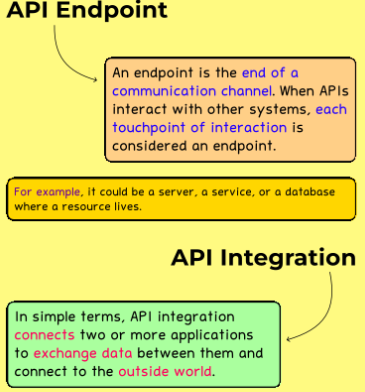 API Endpoint
An endpoint is the end of a
communication channel. When APIs
interact with other systems, each
touchpoint of interaction is
considered an endpoint.
For example, it could be a server, a service, or a database
where a resource lives.
API Integration
In simple terms, API integration
connects two or more applications
to exchange data between them and
connect to the outside world.